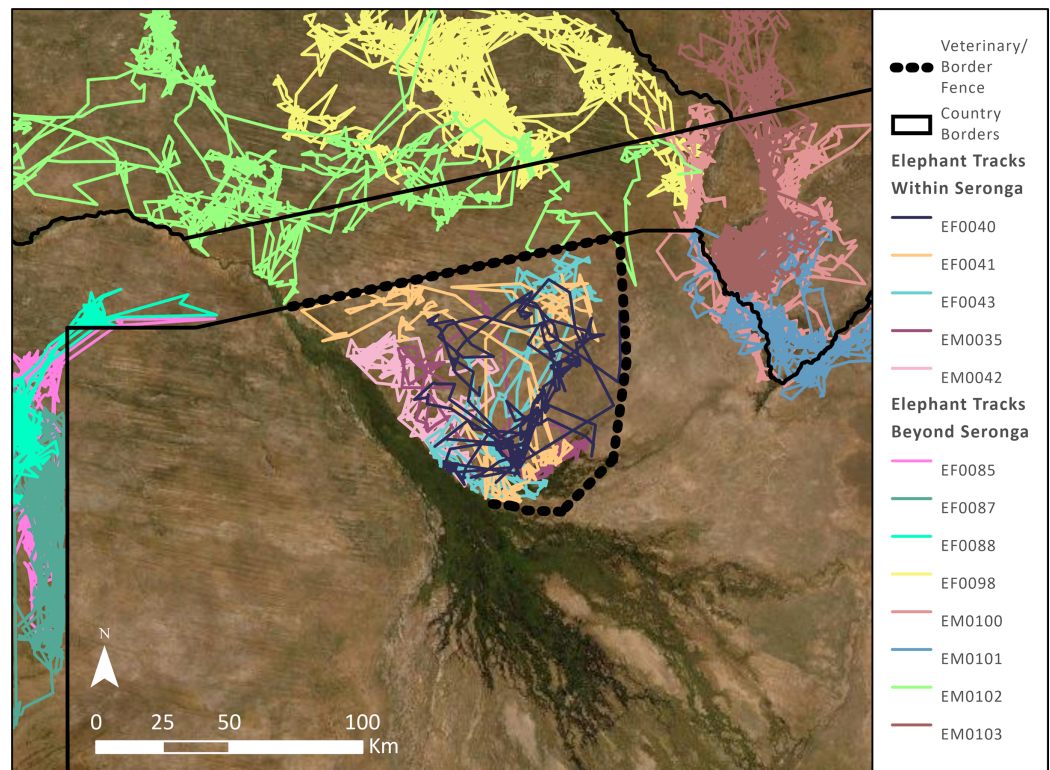 Veterinary/
Border
Fence
Country
Borders
Elephant Tracks
Within Seronga
EF0040
EF0041
EF0043
EM0035
EM0042
Elephant Tracks
Beyond Seronga
EF0085
EF0087
EF0088
EF0098
EM0100
EM0101
EM0102
EM0103
N
0 25 50 100
Km